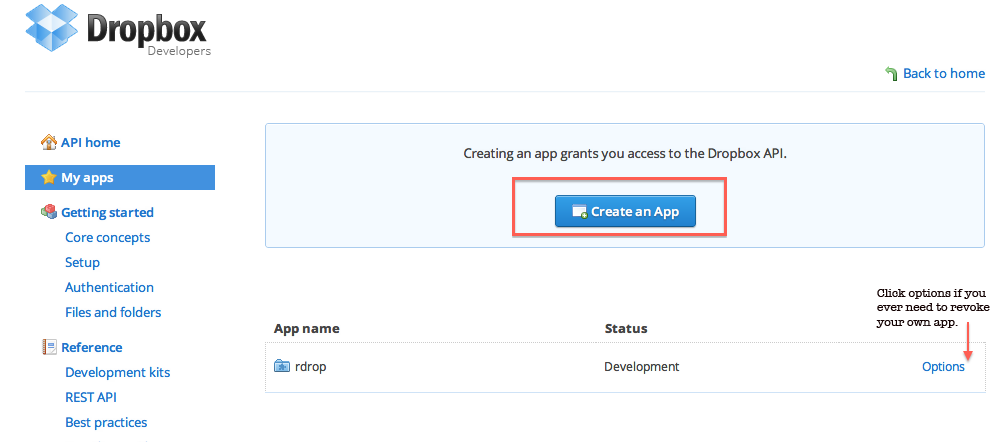 Dropbox
Developers
Back to home
API home
My apps
Getting started
Core concepts
Setup
Authentication
Files and folders
Reference
Development kits
REST API
Best practices
Creating an app grants you access to the Dropbox API.
Create an App
Click options if you
ever need to revoke
your own app.
App name Status
rdrop Development Options